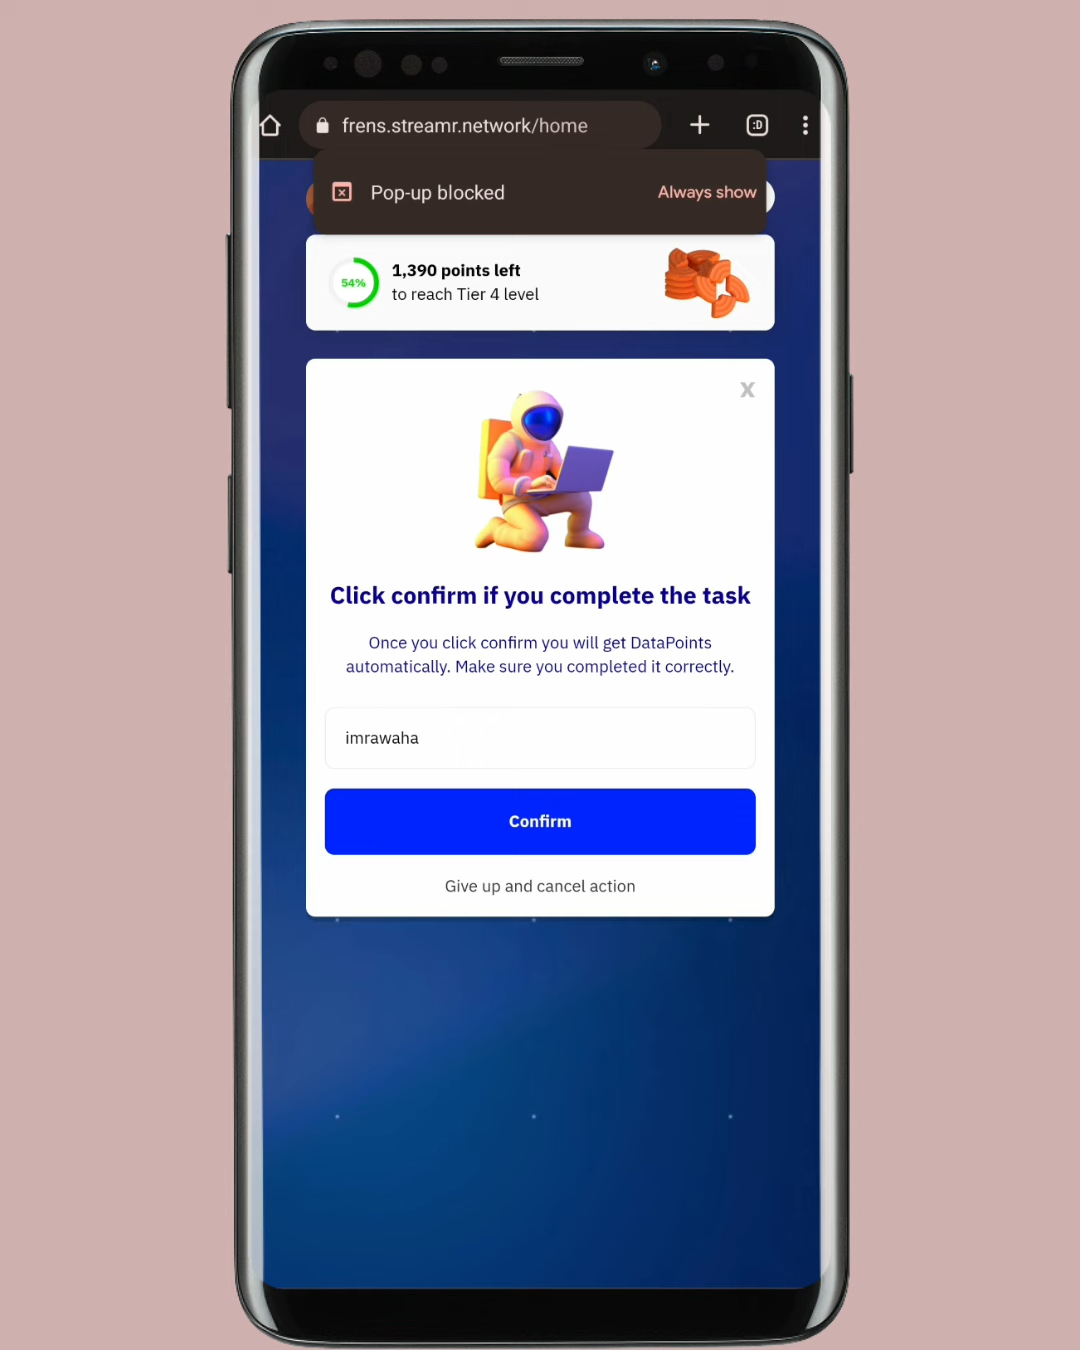 frens.streamr.network/home
:D
Pop-up blocked
Always show
54%
1,390 points left
to reach Tier 4 level
X
Click confirm if you complete the task
Once you click confirm you will get DataPoints
automatically. Make sure you completed it correctly.
imrawaha
Confirm
Give up and cancel action